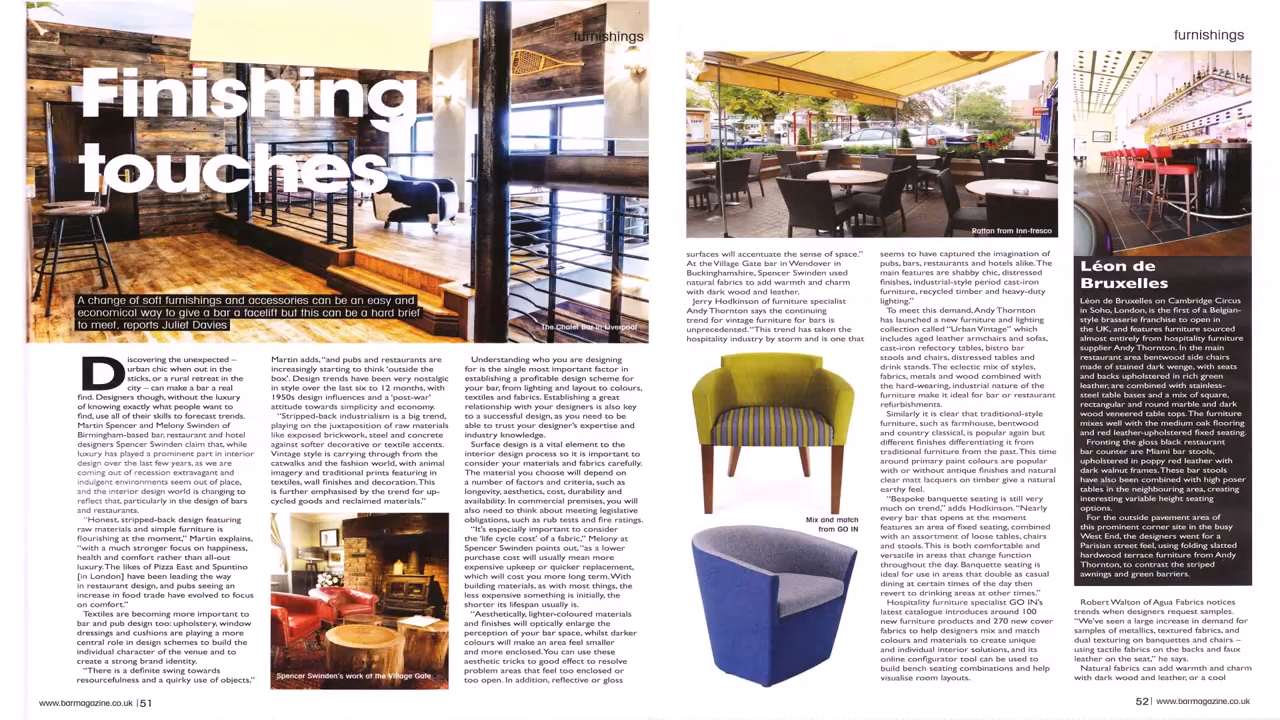 furnishings
Finishing
touches
A change of soft furnishings and accessories can be an easy and
economical way to give a bar a facelift but this can be a hard brief
to meet, reports Juliet Davies
The Chalet Bar in Liverpool
Discovering the unexpected –
urban chic when out in the
sticks, or a rural retreat in the
city – can make a bar a real
find. Designers though, without the luxury
of knowing exactly what people want to
find, use all of their skills to forecast trends.
Martin Spencer and Melony Swinden of
Birmingham-based bar, restaurant and hotel
designers Spencer Swinden claim that, while
luxury has played a prominent part in interior
design over the last few years, as we are
coming out of recession extravagant and
indulgent environments seem out of place,
and the interior design world is changing to
reflect that, particularly in the design of bars
and restaurants.
"Honest, stripped-back design featuring
raw materials and simple furniture is
flourishing at the moment," Martin explains,
"with a much stronger focus on happiness,
health and comfort rather than all-out
luxury. The likes of Pizza East and Spuntino
[in London] have been leading the way
in restaurant design, and pubs seeing an
increase in food trade have evolved to focus
on comfort."
Textiles are becoming more important to
bar and pub design too: upholstery, window
dressings and cushions are playing a more
central role in design schemes to build the
individual character of the venue and to
create a strong brand identity.
"There is a definite swing towards
resourcefulness and a quirky use of objects,"
Martin adds, "and pubs and restaurants are
increasingly starting to think 'outside the
box'. Design trends have been very nostalgic
in style over the last six to 12 months, with
1950s design influences and a 'post-war'
attitude towards simplicity and economy.
"Stripped-back industrialism is a big trend,
playing on the juxtaposition of raw materials
like exposed brickwork, steel and concrete
against softer decorative or textile accents.
Vintage style is carrying through from the
catwalks and the fashion world, with animal
imagery and traditional prints featuring in
textiles, wall finishes and decoration. This
is further emphasised by the trend for up-
cycled goods and reclaimed materials."
Spencer Swinden's work at the Village Gate
Understanding who you are designing
for is the single most important factor in
establishing a profitable design scheme for
your bar, from lighting and layout to colours,
textiles and fabrics. Establishing a great
relationship with your designers is also key
to a successful design, as you need to be
able to trust your designer's expertise and
industry knowledge.
Surface design is a vital element to the
interior design process so it is important to
consider your materials and fabrics carefully.
The material you choose will depend on
a number of factors and criteria, such as
longevity, aesthetics, cost, durability and
availability. In commercial premises, you will
also need to think about meeting legislative
obligations, such as rub tests and fire ratings.
"It's especially important to consider
the 'life cycle cost' of a fabric," Melony at
Spencer Swinden points out, "as a lower
purchase cost will usually mean more
expensive upkeep or quicker replacement,
which will cost you more long term. With
building materials, as with most things, the
less expensive something is initially, the
shorter its lifespan usually is.
"Aesthetically, lighter-coloured materials
and finishes will optically enlarge the
perception of your bar space, whilst darker
colours will make an area feel smaller
and more enclosed. You can use these
aesthetic tricks to good effect to resolve
problem areas that feel too enclosed or
too open. In addition, reflective or gloss
www.barmagazine.co.uk | 51
furnishings
Rattan from Inn-fresco
surfaces will accentuate the sense of space."
At the Village Gate bar in Wendover in
Buckinghamshire, Spencer Swinden used
natural fabrics to add warmth and charm
with dark wood and leather.
Jerry Hodkinson of furniture specialist
Andy Thornton says the continuing
trend for vintage furniture for bars is
unprecedented. "This trend has taken the
hospitality industry by storm and is one that
Mix and match
from GO IN
seems to have captured the imagination of
pubs, bars, restaurants and hotels alike. The
main features are shabby chic, distressed
finishes, industrial-style period cast-iron
furniture, recycled timber and heavy-duty
lighting."
To meet this demand, Andy Thornton
has launched a new furniture and lighting
collection called "Urban Vintage" which
includes aged leather armchairs and sofas,
cast-iron refectory tables, bistro bar
stools and chairs, distressed tables and
drink stands. The eclectic mix of styles,
fabrics, metals and wood combined with
the hard-wearing, industrial nature of the
furniture make it ideal for bar or restaurant
refurbishments.
Similarly it is clear that traditional-style
furniture, such as farmhouse, bentwood
and country classical, is popular again but
different finishes differentiating it from
traditional furniture from the past. This time
around primary paint colours are popular
with or without antique finishes and natural
clear matt lacquers on timber give a natural
earthy feel.
"Bespoke banquette seating is still very
much on trend," adds Hodkinson. "Nearly
every bar that opens at the moment
features an area of fixed seating, combined
with an assortment of loose tables, chairs
and stools. This is both comfortable and
versatile in areas that change function
throughout the day. Banquette seating is
ideal for use in areas that double as casual
dining at certain times of the day then
revert to drinking areas at other times."
Hospitality furniture specialist GO IN's
latest catalogue introduces around 100
new furniture products and 270 new cover
fabrics to help designers mix and match
colours and materials to create unique
and individual interior solutions, and its
online configurator tool can be used to
build bench seating combinations and help
visualise room layouts.
Léon de
Bruxelles
Léon de Bruxelles on Cambridge Circus
in Soho, London, is the first of a Belgian-
style brasserie franchise to open in
the UK, and features furniture sourced
almost entirely from hospitality furniture
supplier Andy Thornton. In the main
restaurant area bentwood side chairs
made of stained dark wenge, with seats
and backs upholstered in rich green
leather, are combined with stainless-
steel table bases and a mix of square,
rectangular and round marble and dark
wood veneered table tops. The furniture
mixes well with the medium oak flooring
and red leather-upholstered fixed seating.
Fronting the gloss black restaurant
bar counter are Miami bar stools,
upholstered in poppy red leather with
dark walnut frames. These bar stools
have also been combined with high poser
tables in the neighbouring area, creating
interesting variable height seating
options.
For the outside pavement area of
this prominent corner site in the busy
West End, the designers went for a
Parisian street feel, using folding slatted
hardwood terrace furniture from Andy
Thornton, to contrast the striped
awnings and green barriers.
Robert Walton of Agua Fabrics notices
trends when designers request samples.
"We've seen a large increase in demand for
samples of metallics, textured fabrics, and
dual texturing on banquettes and chairs –
using tactile fabrics on the backs and faux
leather on the seat," he says.
Natural fabrics can add warmth and charm
with dark wood and leather, or a cool
52 | www.barmagazine.co.uk